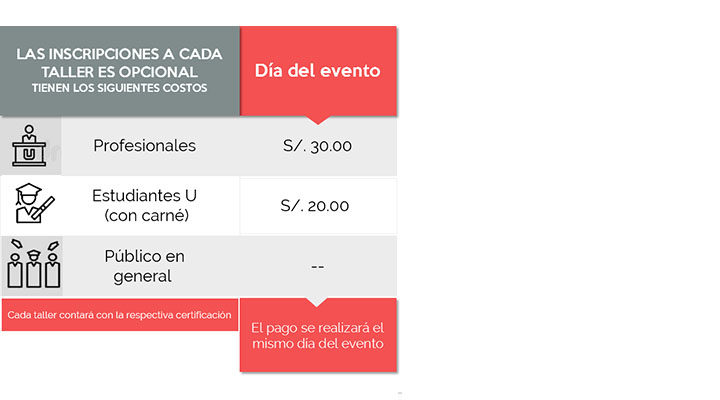 LAS INSCRIPCIONES A CADA
TALLER ES OPCIONAL
TIENEN LOS SIGUIENTES COSTOS
Día del evento
Profesionales
S/. 30.00
Estudiantes U
(con carné)
S/. 20.00
Público en
general
--
Cada taller contará con la respectiva certificación
El pago se realizará el
mismo día del evento